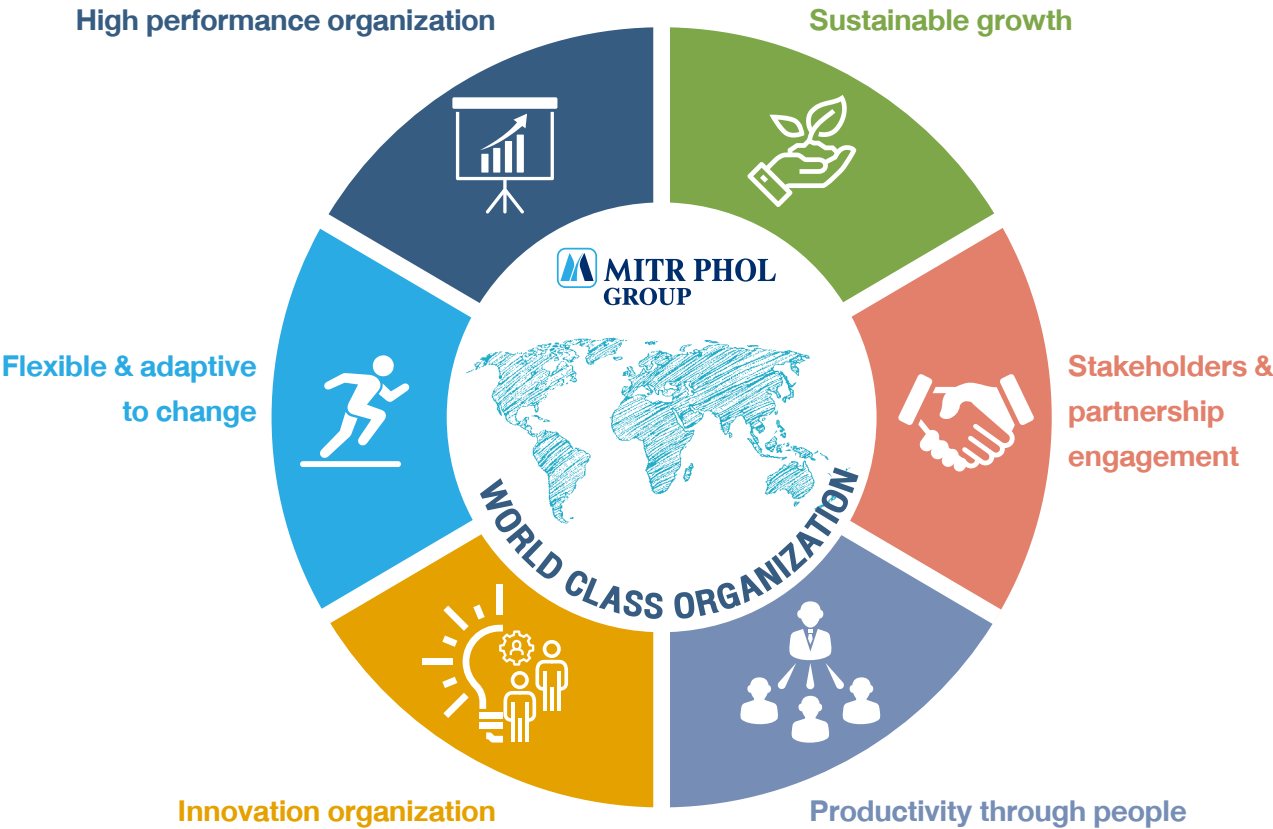 High performance organization
Sustainable growth
MITR PHOL
GROUP
Flexible & adaptive
to change
Stakeholders &
partnership
engagement
WORLD CLASS ORGANIZATION
Innovation organization
Productivity through people